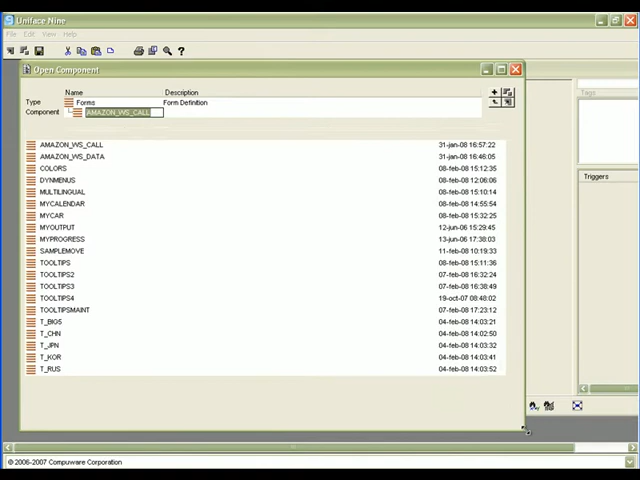 Uniface Nine
File Edit View Help
Open Component
Name Description
Type Forms Form Definition
Component AMAZON_WS_CALL
AMAZON_WS_CALL 31-jan-08 16:57:22
AMAZON_WS_DATA 31-jan-08 16:46:05
COLORS 08-feb-08 15:12:35
DYNMENUS 08-feb-08 12:06:06
MULTILINGUAL 08-feb-08 15:10:14
MYCALENDAR 08-feb-08 14:55:54
MYCAR 08-feb-08 15:32:25
MYOUTPUT 12-jun-06 15:29:45
MYPROGRESS 13-jun-06 17:38:03
SAMPLEMOVE 11-feb-08 10:19:33
TOOLTIPS 08-feb-08 15:11:36
TOOLTIPS2 07-feb-08 16:32:24
TOOLTIPS3 07-feb-08 16:38:49
TOOLTIPS4 19-oct-07 08:48:02
TOOLTIPSMAINT 07-feb-08 17:23:12
T_BIG5 04-feb-08 14:03:21
T_CHN 04-feb-08 14:02:50
T_JPN 04-feb-08 14:03:32
T_KOR 04-feb-08 14:03:41
T_RUS 04-feb-08 14:03:52
Tags
Triggers
© 2006-2007 Compuware Corporation